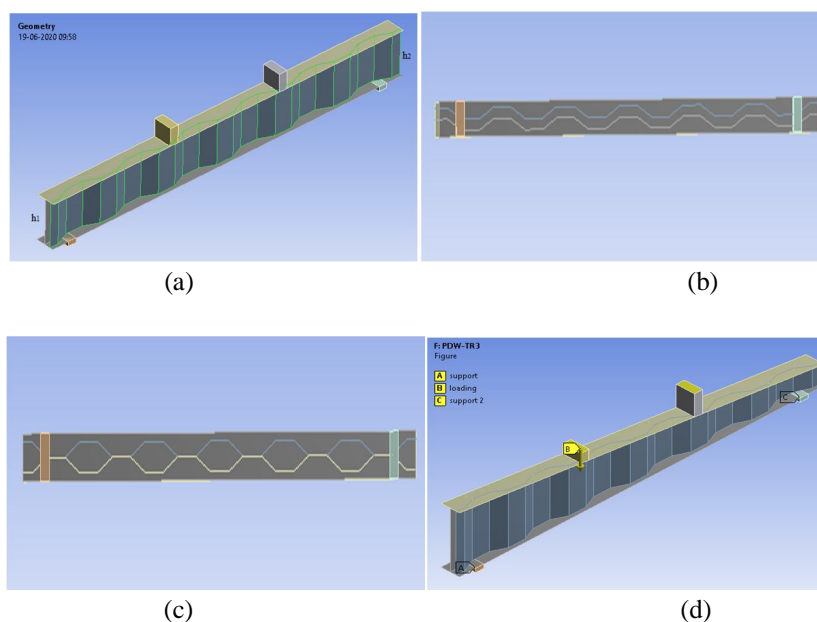 Geometry
19-06-2020 09:58
h2
h1
(a)
(b)
F: PDW-TR3
Figure
A support
B loading
C support 2
B
C
A
(c)
(d)